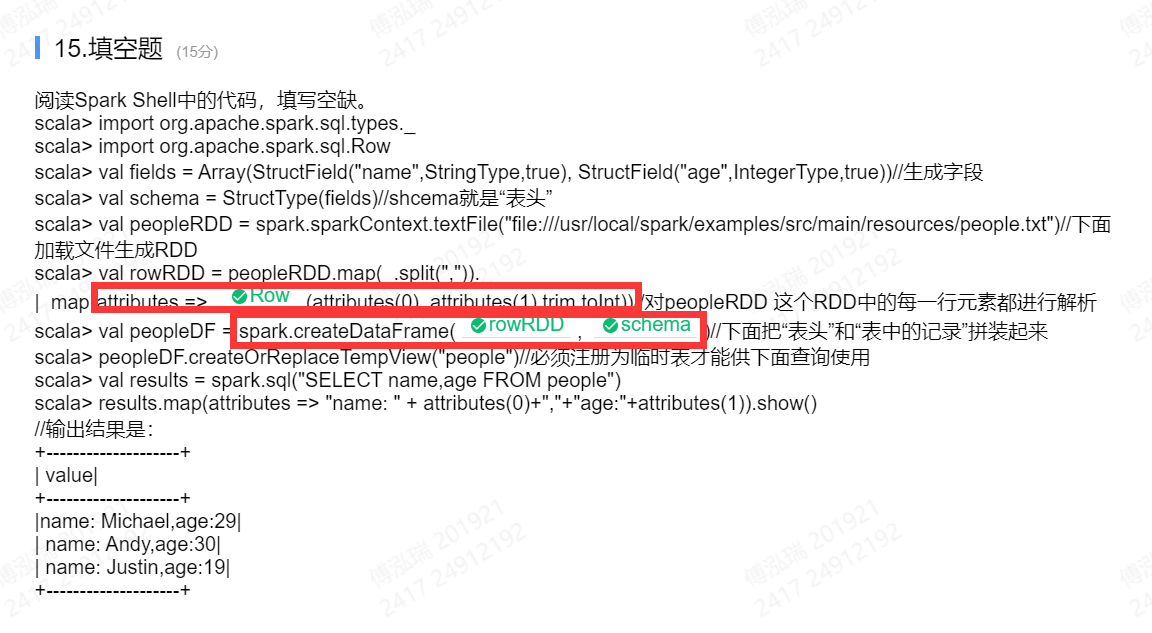 15.填空题 (15分)
阅读Spark Shell中的代码，填写空缺。
scala> import org.apache.spark.sql.types._
scala> import org.apache.spark.sql.Row
scala> val fields = Array(StructField("name",StringType,true), StructField("age",IntegerType,true))//生成字段
scala> val schema = StructType(fields)//shcema就是“表头”
scala> val peopleRDD = spark.sparkContext.textFile("file:///usr/local/spark/examples/src/main/resources/people.txt")//下面
加载文件生成RDD
scala> val rowRDD = peopleRDD.map(_.split(",")).
| map(attributes => Row (attributes(0), attributes(1).trim.toInt))//对peopleRDD 这个RDD中的每一行元素都进行解析
scala> val peopleDF = spark.createDataFrame( rowRDD , schema )//下面把“表头”和“表中的记录”拼装起来
scala> peopleDF.createOrReplaceTempView("people")//必须注册为临时表才能供下面查询使用
scala> val results = spark.sql("SELECT name,age FROM people")
scala> results.map(attributes => "name: " + attributes(0)+","+"age:"+attributes(1)).show()
//输出结果是：
+--------------------+
| value|
+--------------------+
|name: Michael,age:29|
| name: Andy,age:30|
| name: Justin,age:19|
+--------------------+
傅泓瑞 201921
2417 24912192